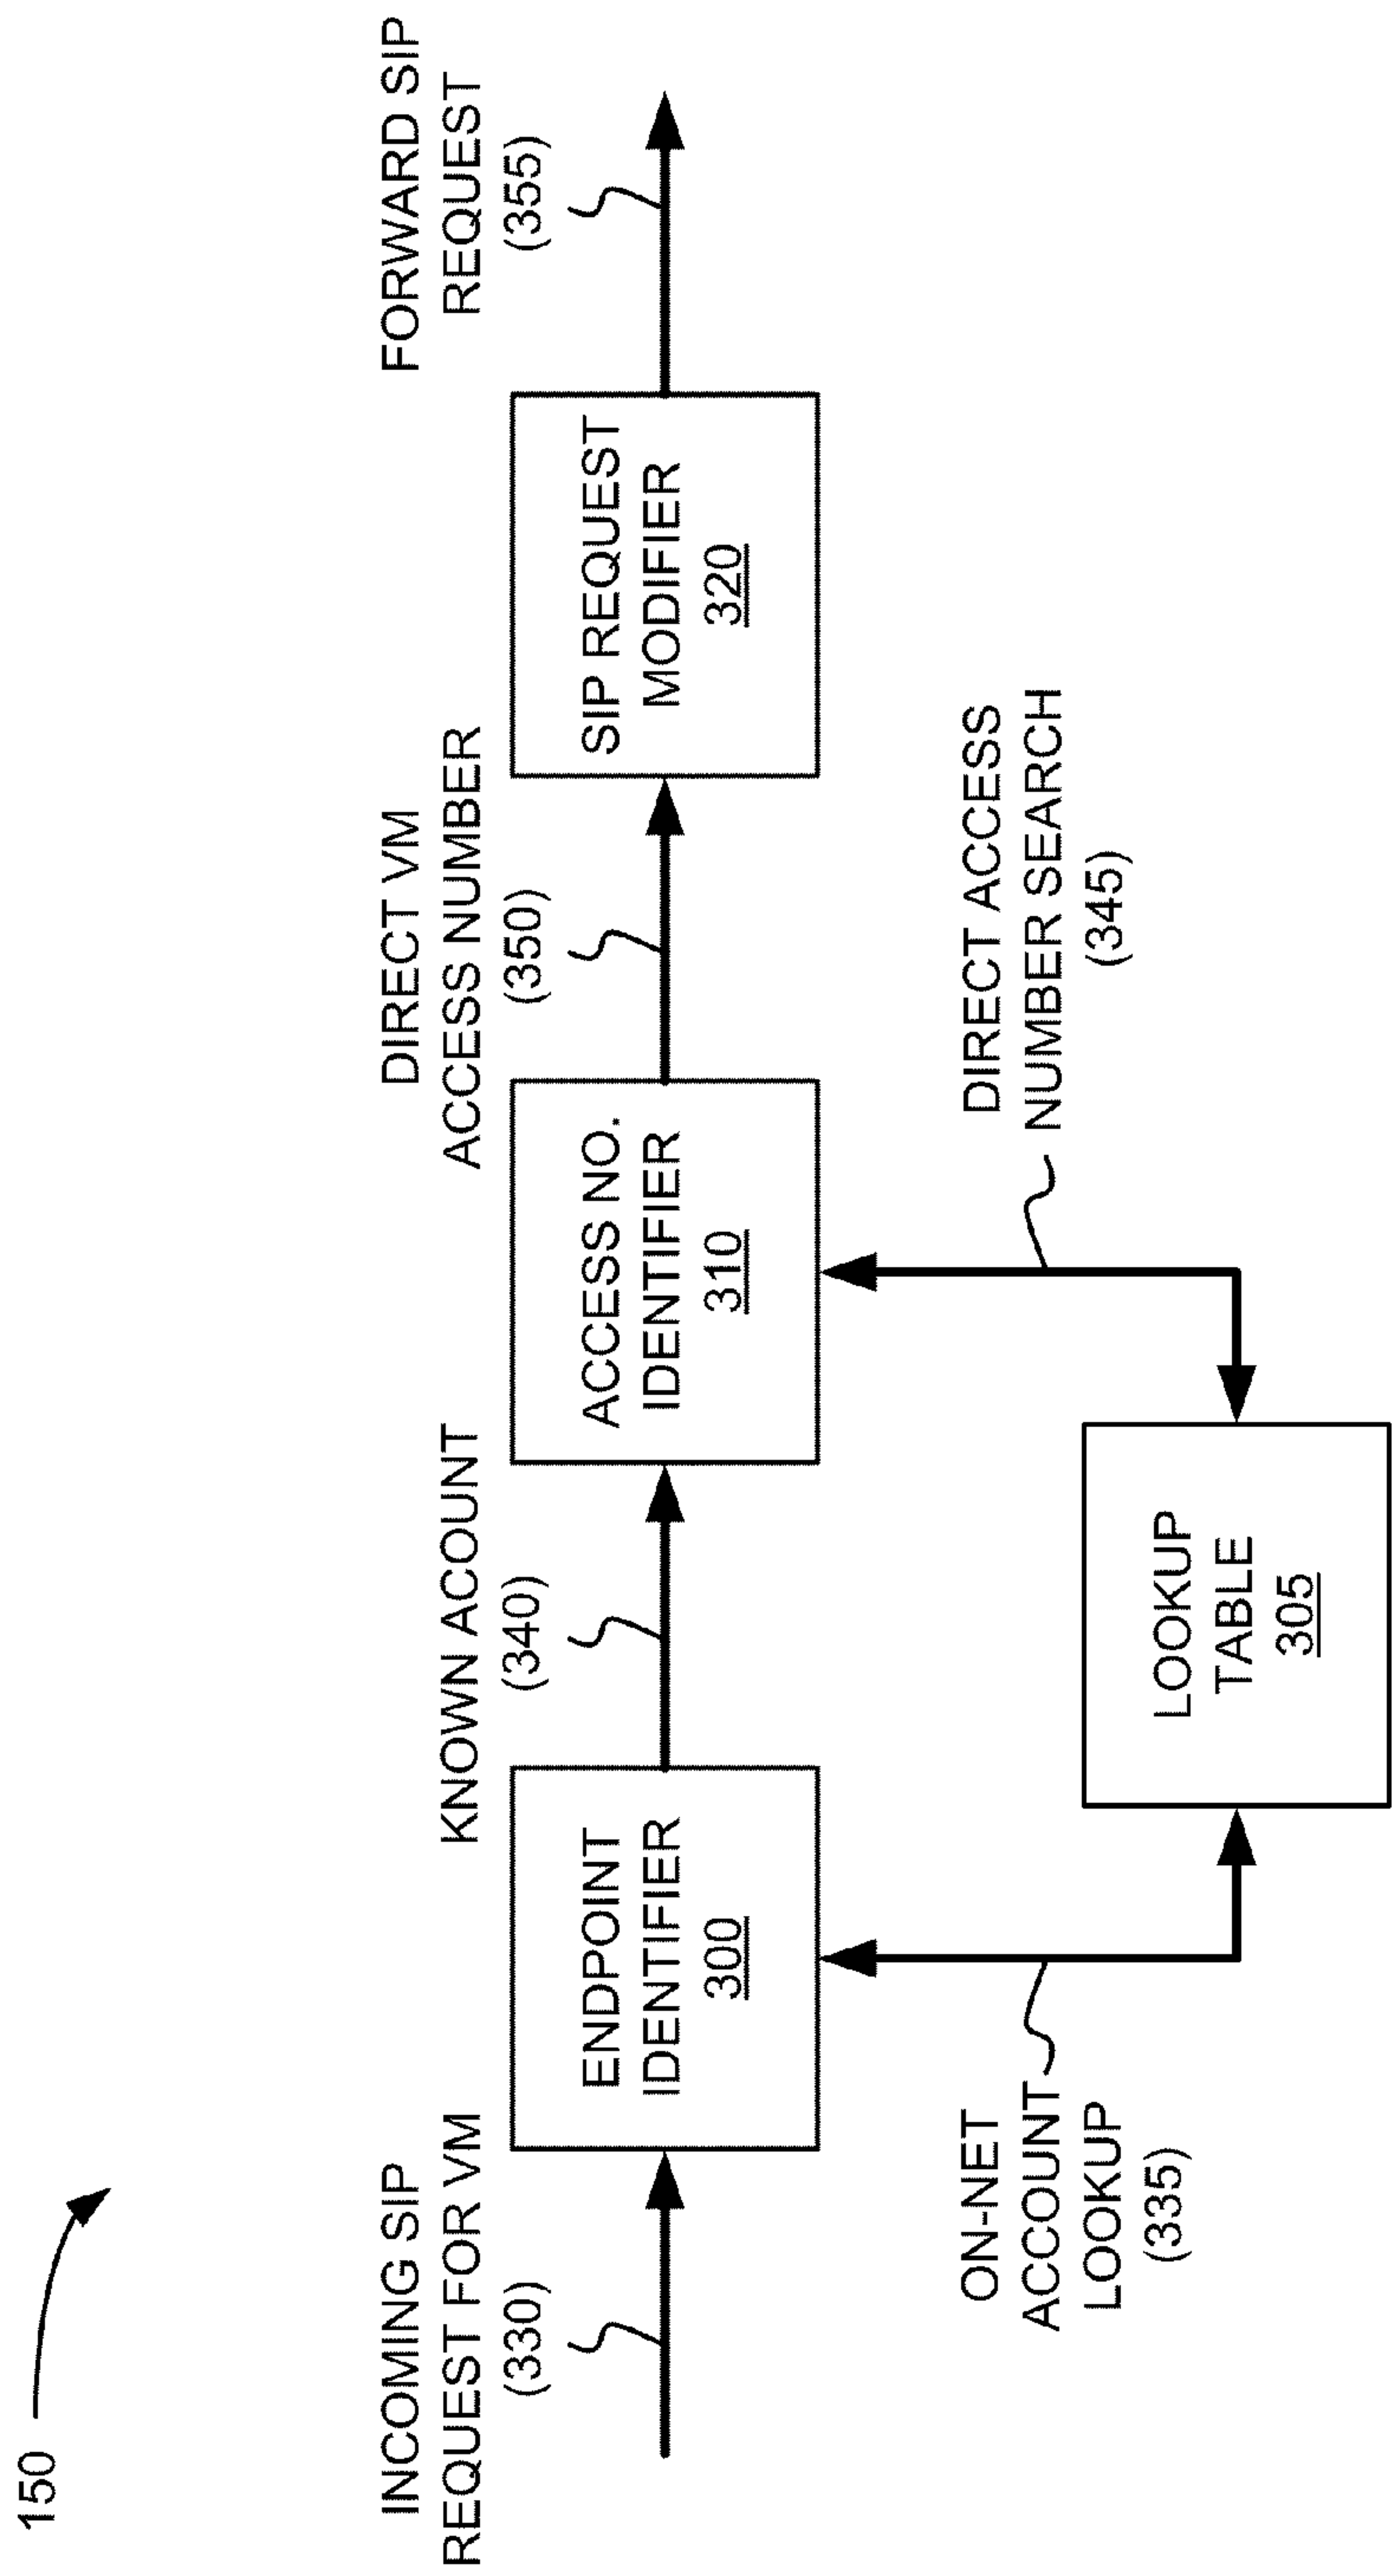 150
INCOMING SIP
REQUEST FOR VM
(330)
ENDPOINT
IDENTIFIER
300
KNOWN ACOUNT
(340)
ACCESS NO.
IDENTIFIER
310
DIRECT VM
ACCESS NUMBER
(350)
SIP REQUEST
MODIFIER
320
FORWARD SIP
REQUEST
(355)
ON-NET
ACCOUNT
LOOKUP
(335)
LOOKUP
TABLE
305
DIRECT ACCESS
NUMBER SEARCH
(345)